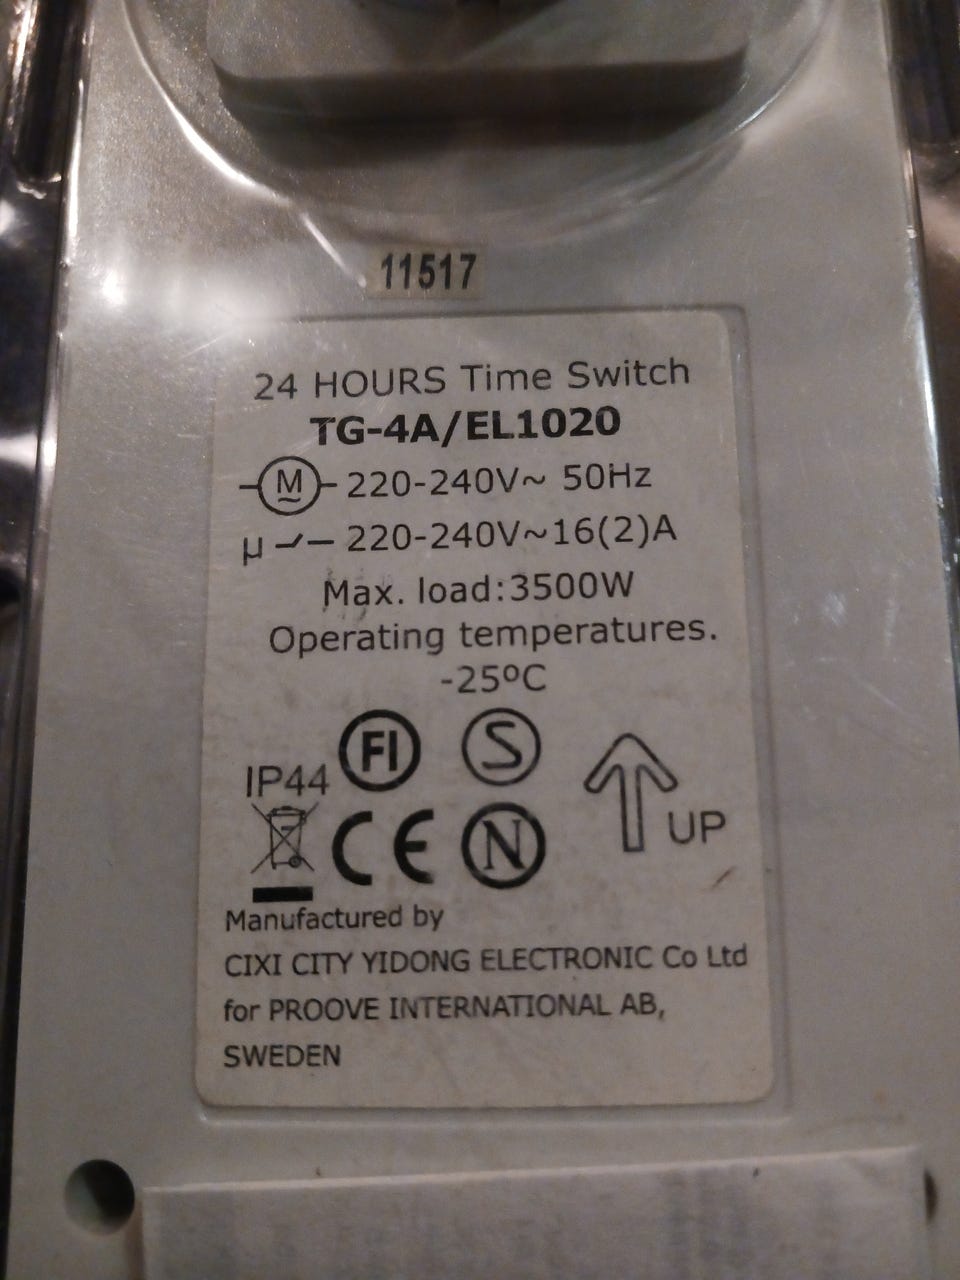 11517
24 HOURS Time Switch
TG-4A/EL1020
M 220-240V~ 50Hz
µ 220-240V~16(2)A
Max. load:3500W
Operating temperatures.
-25ºC
FI S
IP44
UP
CE N
Manufactured by
CIXI CITY YIDONG ELECTRONIC Co Ltd
for PROOVE INTERNATIONAL AB,
SWEDEN